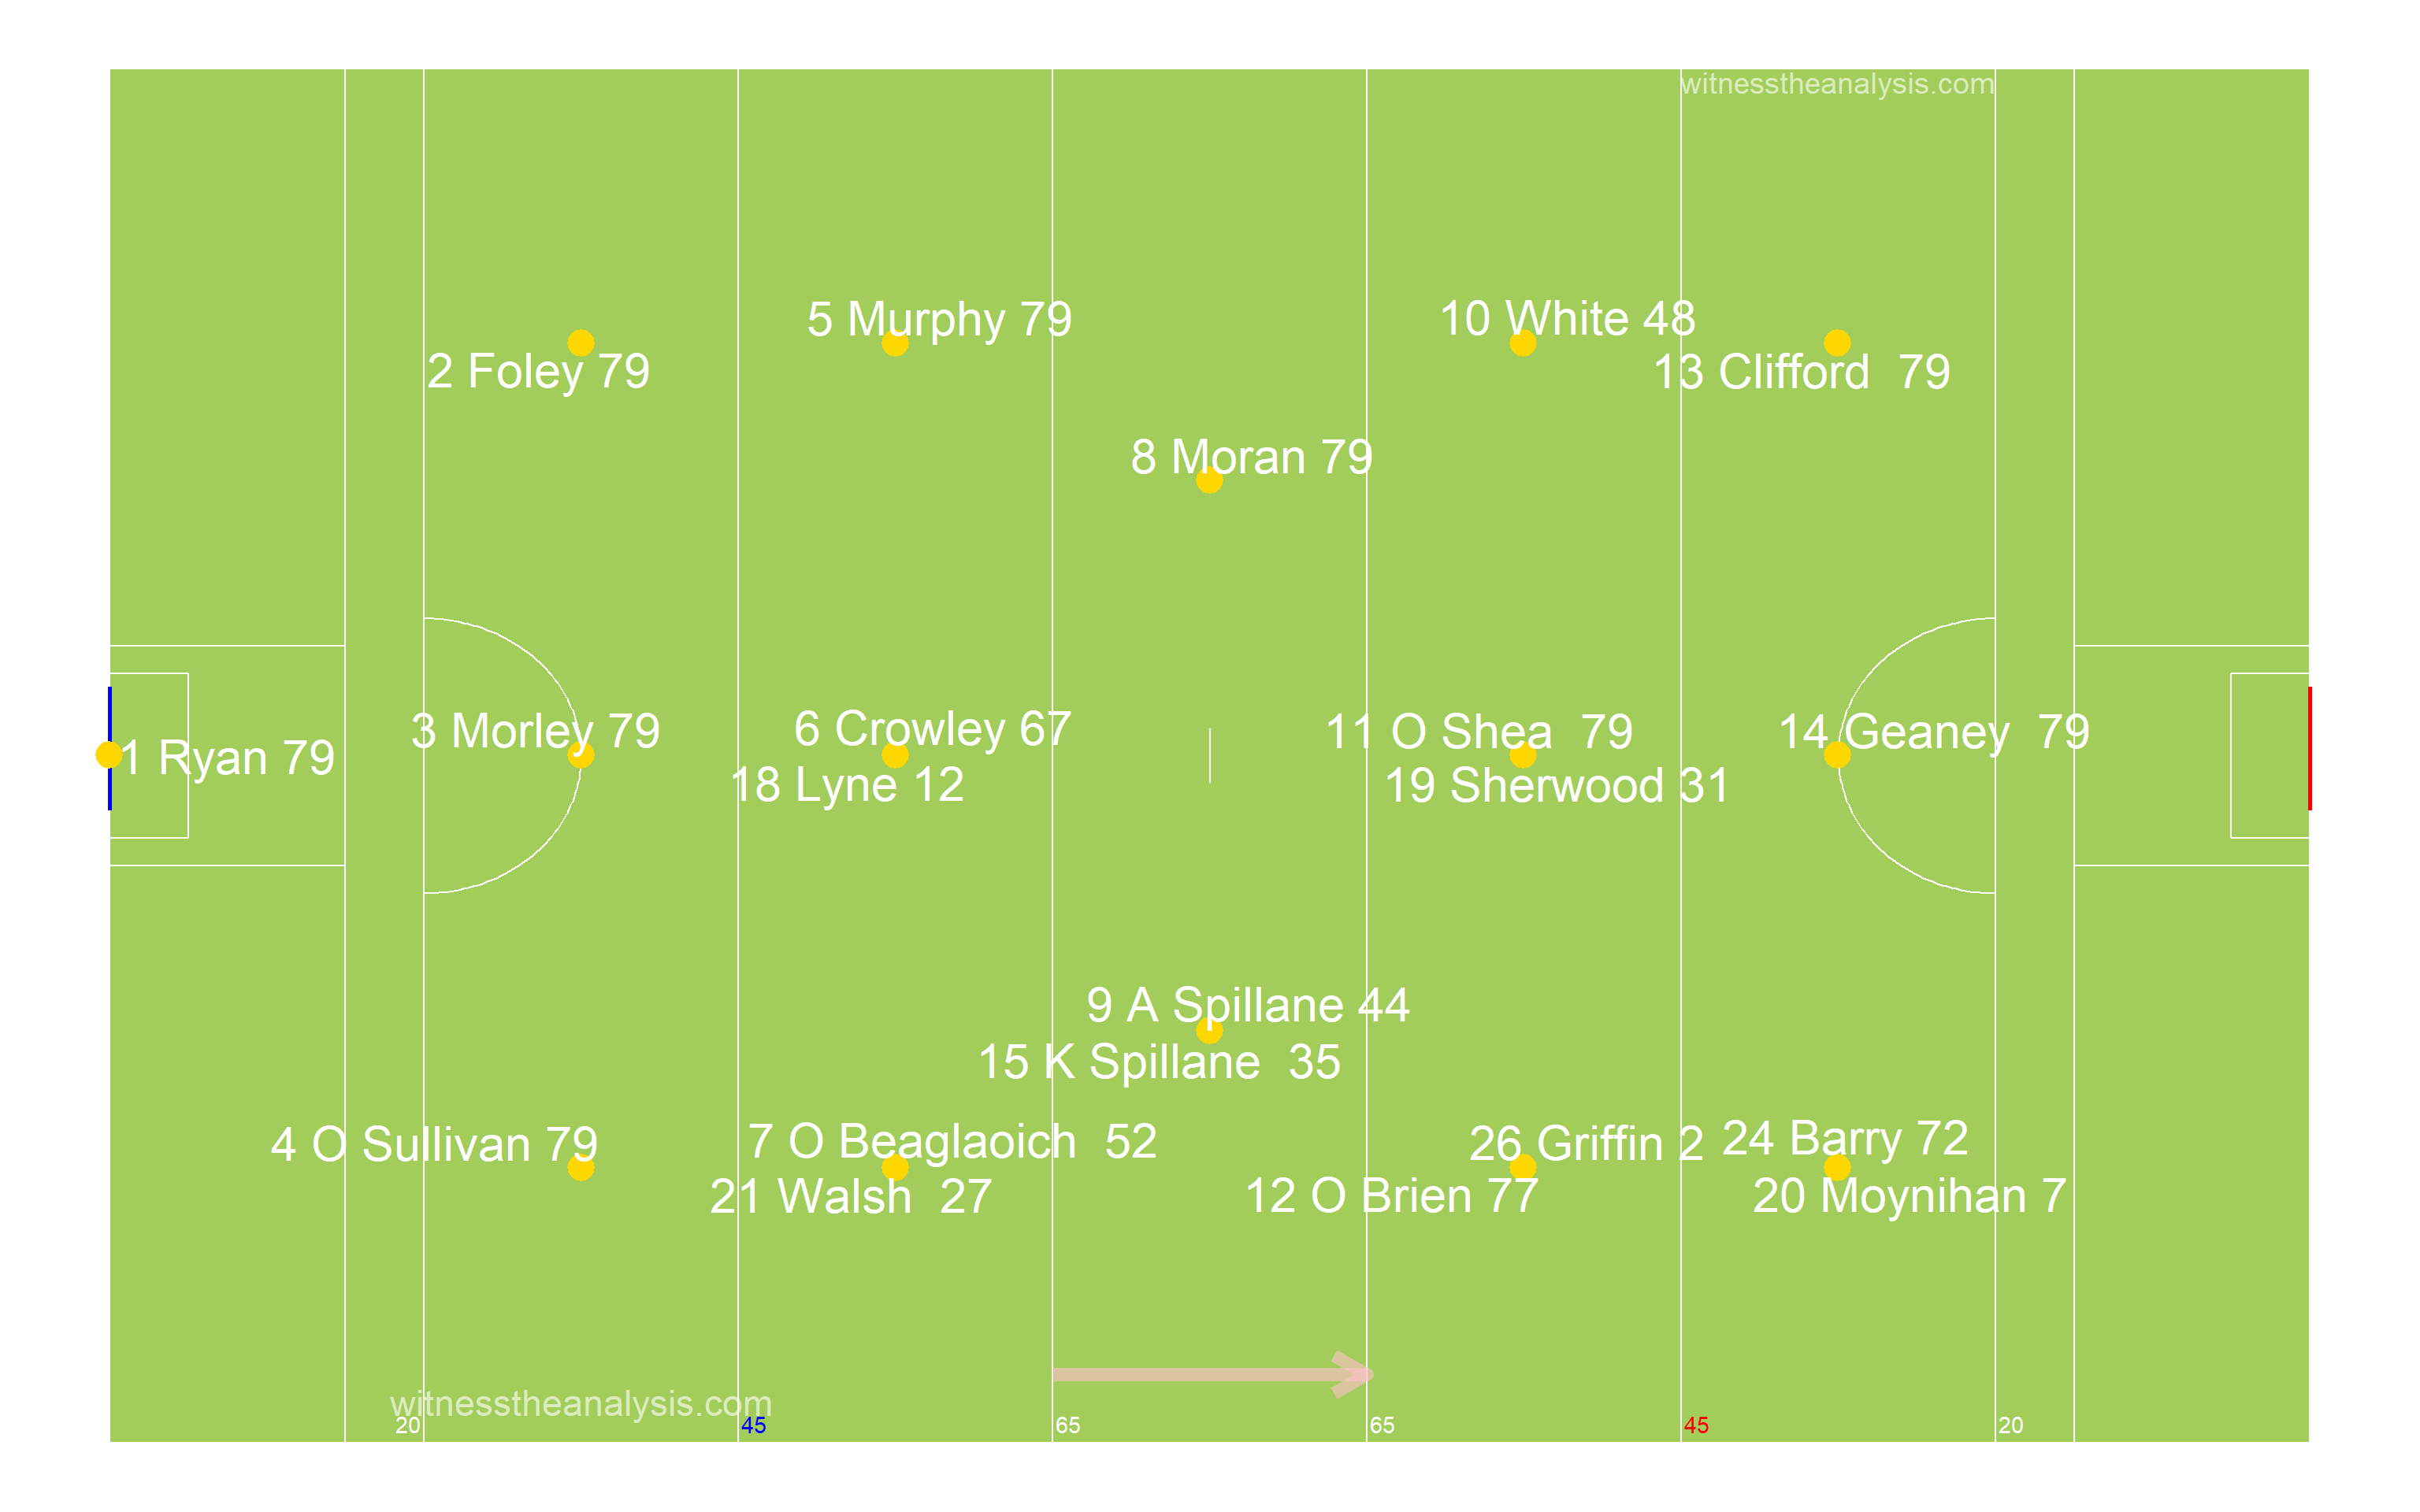 witnesstheanalysis.com
5 Murphy 79
10 White 48
2 Foley 79
13 Clifford  79
8 Moran 79
3 Morley 79
6 Crowley 67
11 O Shea  79
14 Geaney  79
1 Ryan 79
18 Lyne 12
19 Sherwood 31
9 A Spillane 44
15 K Spillane  35
4 O Sullivan 79
7 O Beaglaoich  52
26 Griffin 2
24 Barry 72
21 Walsh  27
12 O Brien 77
20 Moynihan 7
witnesstheanalysis.com
20
45
65
65
45
20